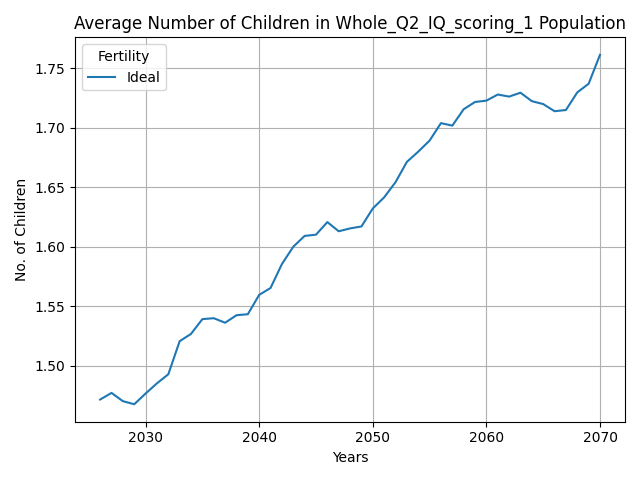 Average Number of Children in Whole_Q2_IQ_scoring_1 Population
Fertility
Ideal
No. of Children
1.75
1.70
1.65
1.60
1.55
1.50
2030 2040 2050 2060 2070
Years